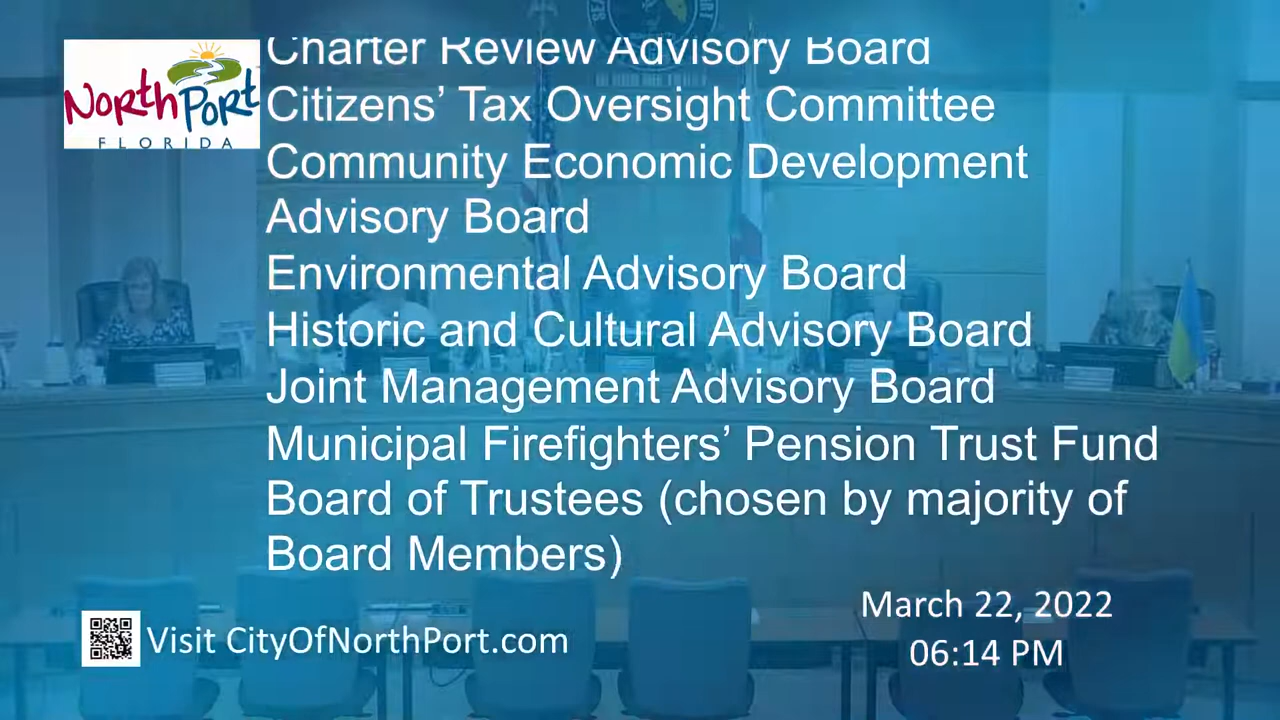 Charter Review Advisory Board
NorthPort
FLORIDA
Citizens’ Tax Oversight Committee
Community Economic Development
Advisory Board
Environmental Advisory Board
Historic and Cultural Advisory Board
Joint Management Advisory Board
Municipal Firefighters’ Pension Trust Fund
Board of Trustees (chosen by majority of
Board Members)
Visit CityOfNorthPort.com
March 22, 2022
06:14 PM